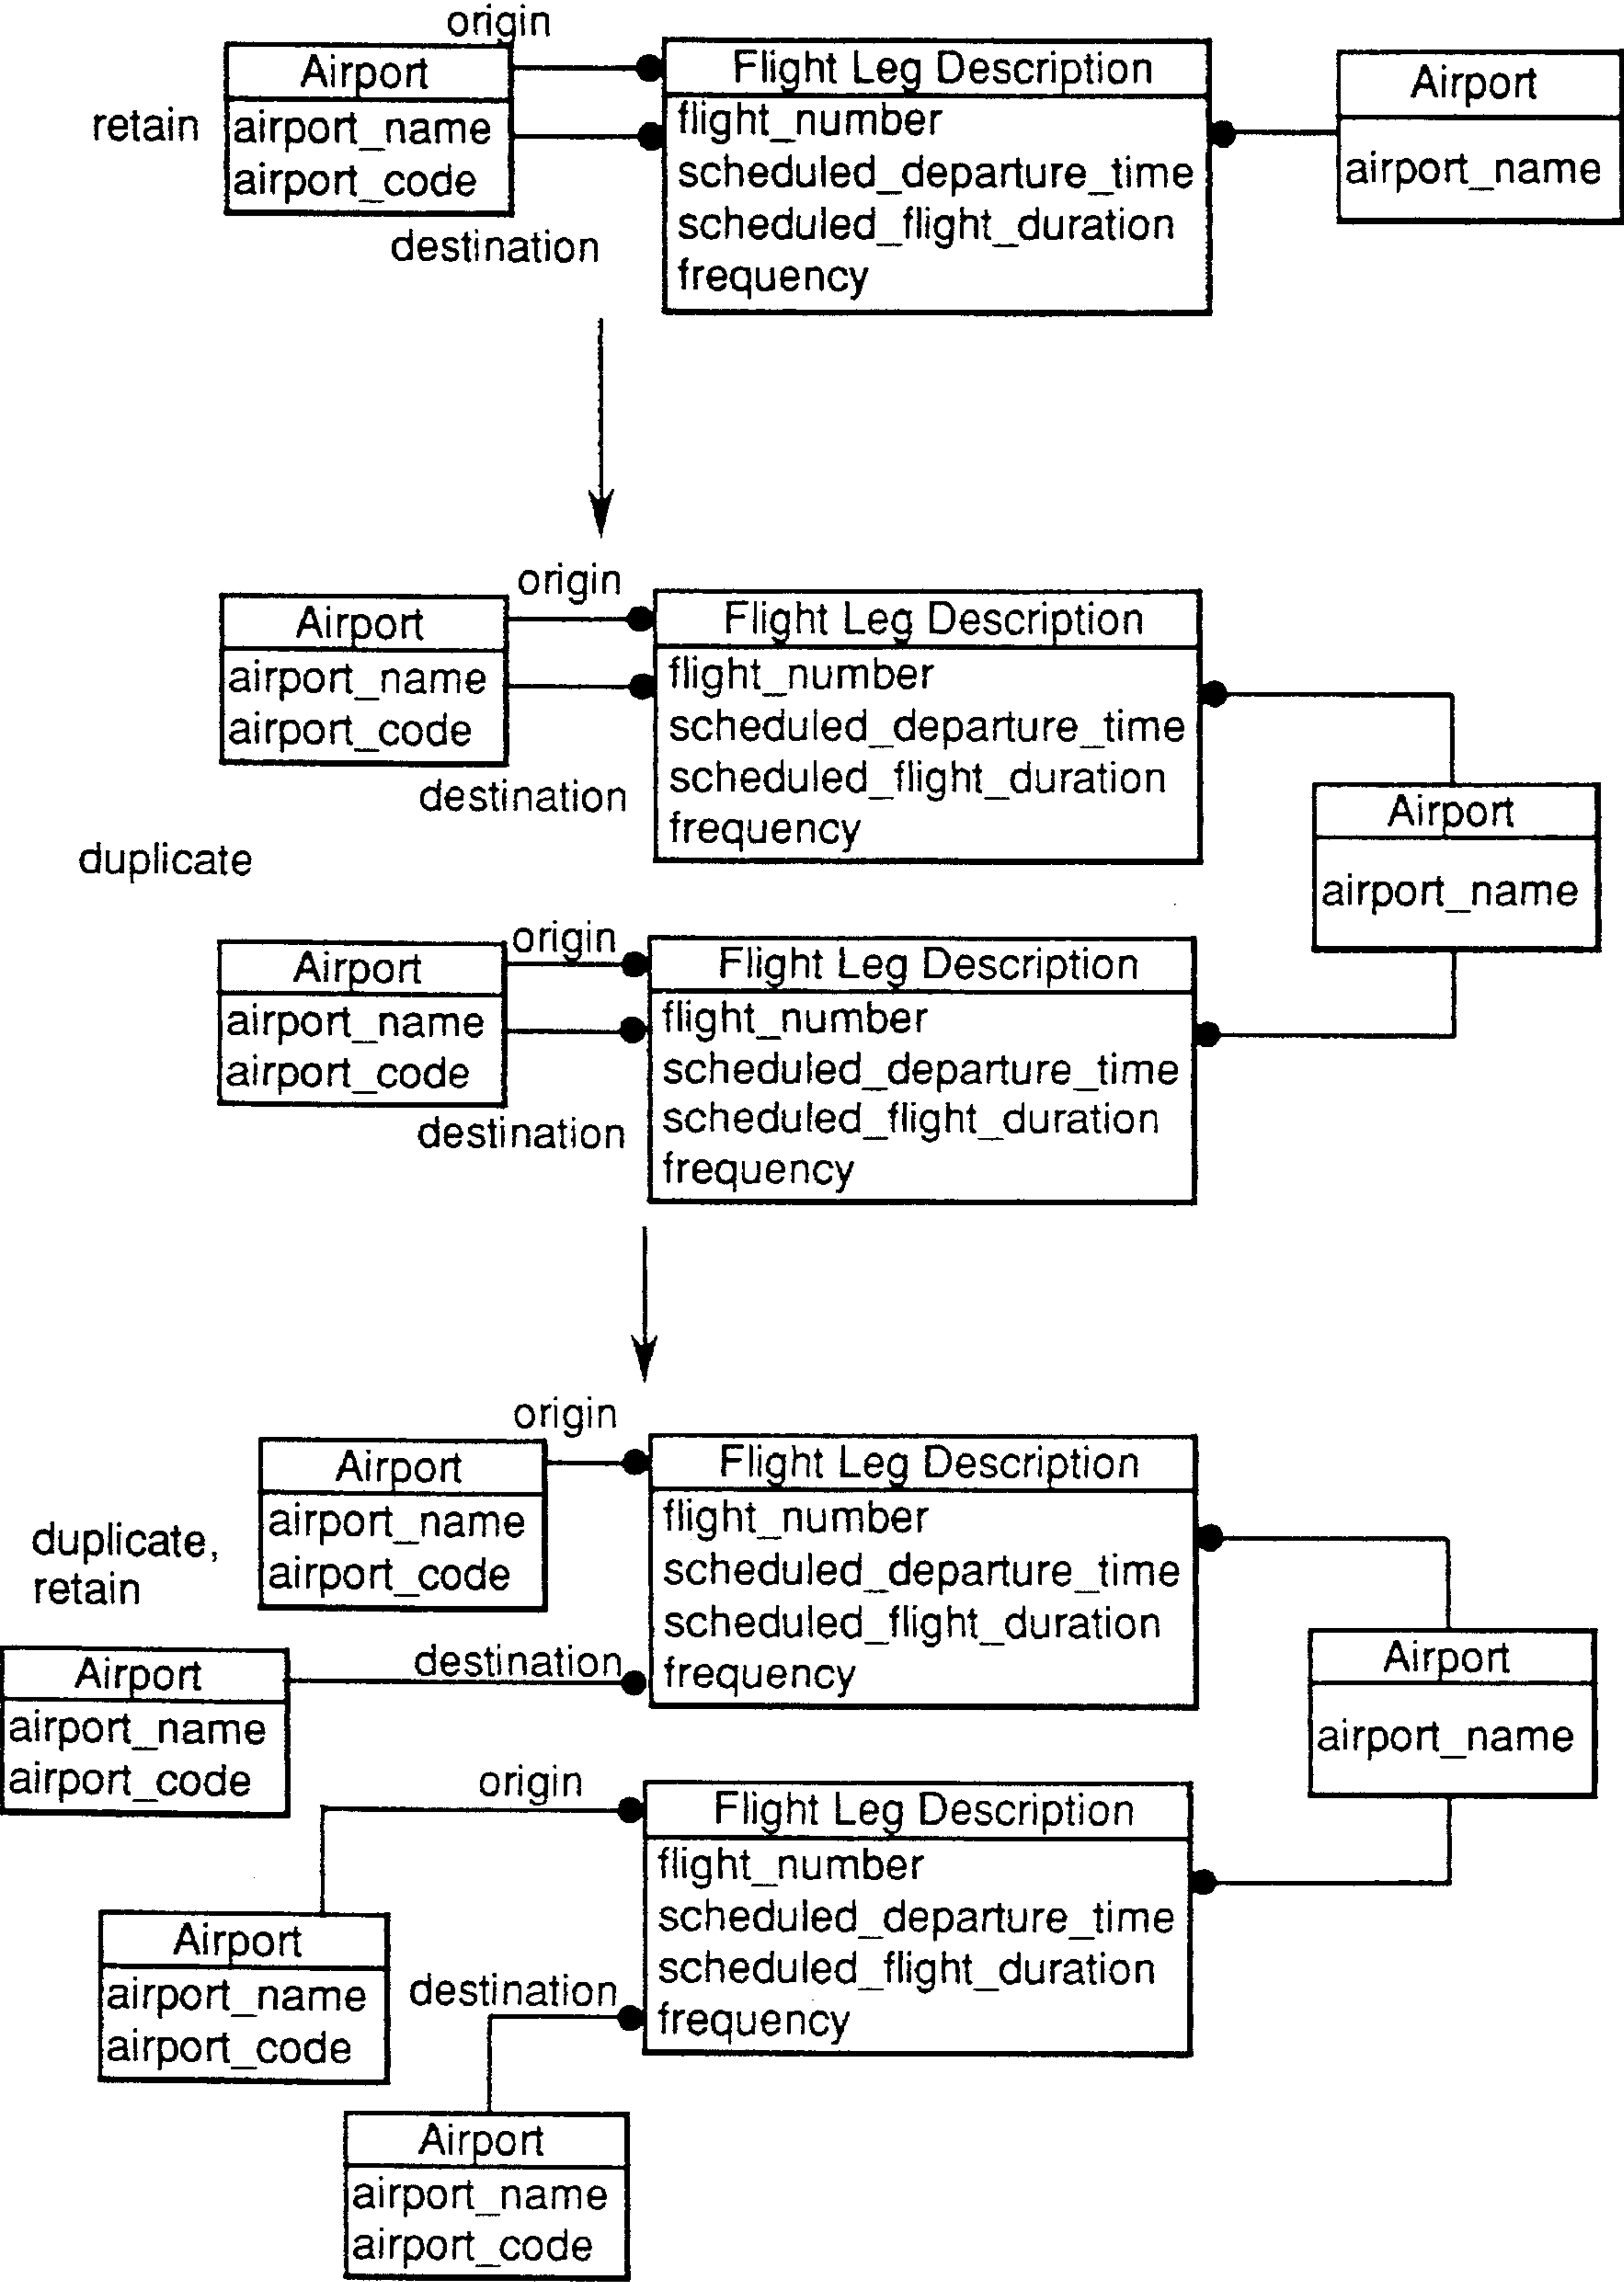 origin
Airport
Flight Leg Description
Airport
retain
airport_name
airport_code
flight_number
scheduled_departure_time
scheduled_flight_duration
frequency
airport_name
destination
origin
Airport
airport_name
airport_code
Flight Leg Description
flight_number
scheduled_departure_time
scheduled_flight_duration
frequency
destination
Airport
airport_name
duplicate
origin
Airport
airport_name
airport_code
Flight Leg Description
flight_number
scheduled_departure_time
scheduled_flight_duration
frequency
destination
origin
Airport
airport_name
airport_code
Flight Leg Description
flight_number
scheduled_departure_time
scheduled_flight_duration
frequency
duplicate,
retain
destination
Airport
airport_name
airport_code
Airport
airport_name
origin
Flight Leg Description
flight_number
scheduled_departure_time
scheduled_flight_duration
frequency
Airport
airport_name
airport_code
destination
Airport
airport_name
airport_code